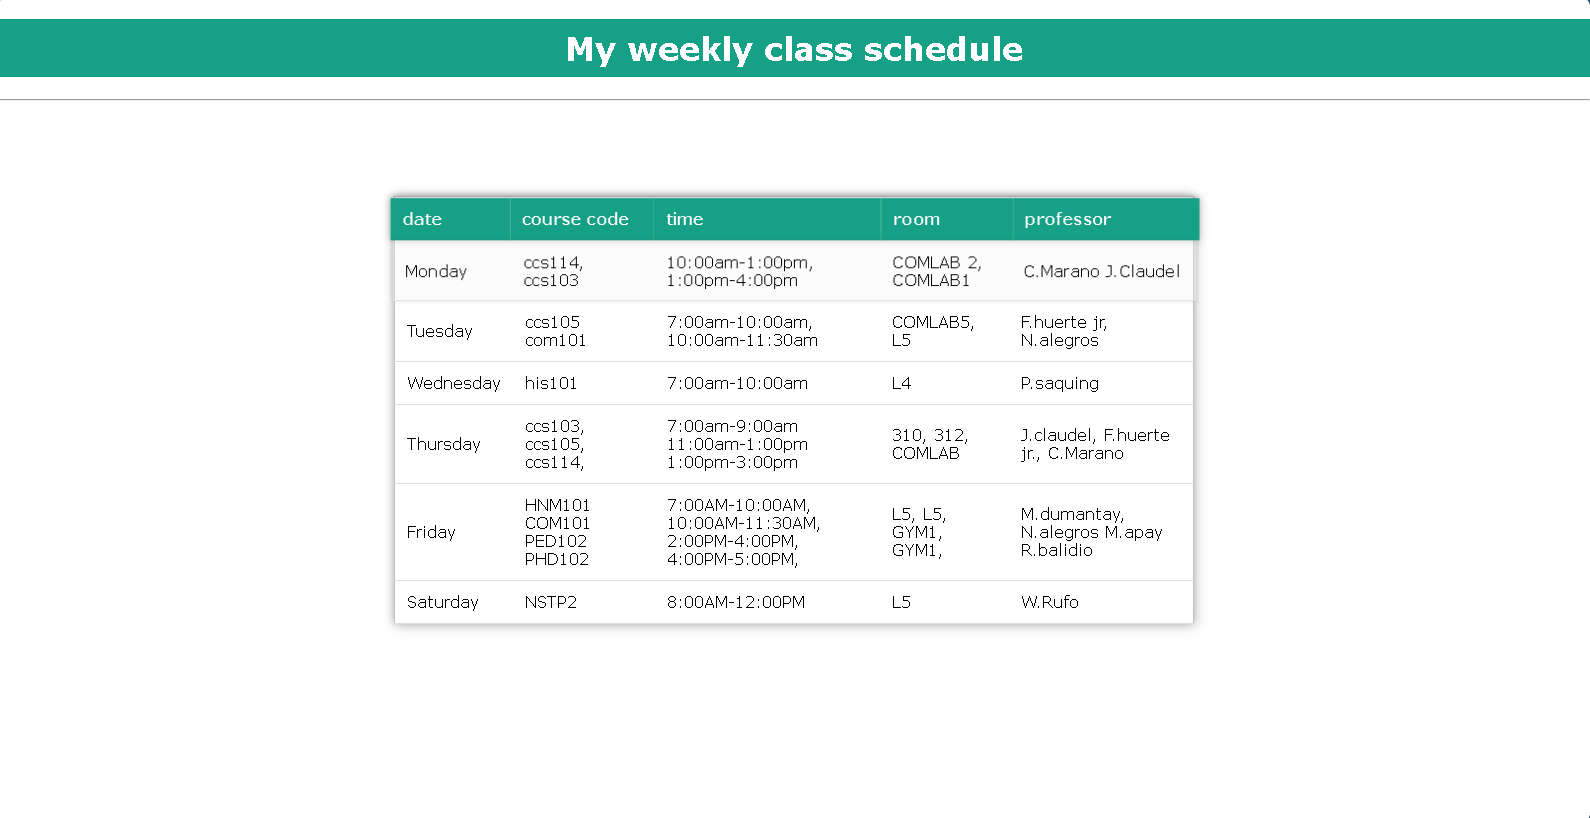 My weekly class schedule
date course code time room professor
Monday ccs114, 10:00am-1:00pm, COMLAB 2, C.Marano J.Claudel
ccs103 1:00pm-4:00pm COMLAB1
Tuesday ccs105 7:00am-10:00am, COMLAB5, F.huerte jr,
com101 10:00am-11:30am L5 N.alegros
Wednesday his101 7:00am-10:00am L4 P.saquing
Thursday ccs103, 7:00am-9:00am 310, 312, J.claudel, F.huerte
ccs105, 11:00am-1:00pm COMLAB jr., C.Marano
ccs114, 1:00pm-3:00pm
Friday HNM101 7:00AM-10:00AM, L5, L5, M.dumantay,
COM101 10:00AM-11:30AM, GYM1, N.alegros M.apay
PED102 2:00PM-4:00PM, GYM1, R.balidio
PHD102 4:00PM-5:00PM,
Saturday NSTP2 8:00AM-12:00PM L5 W.Rufo